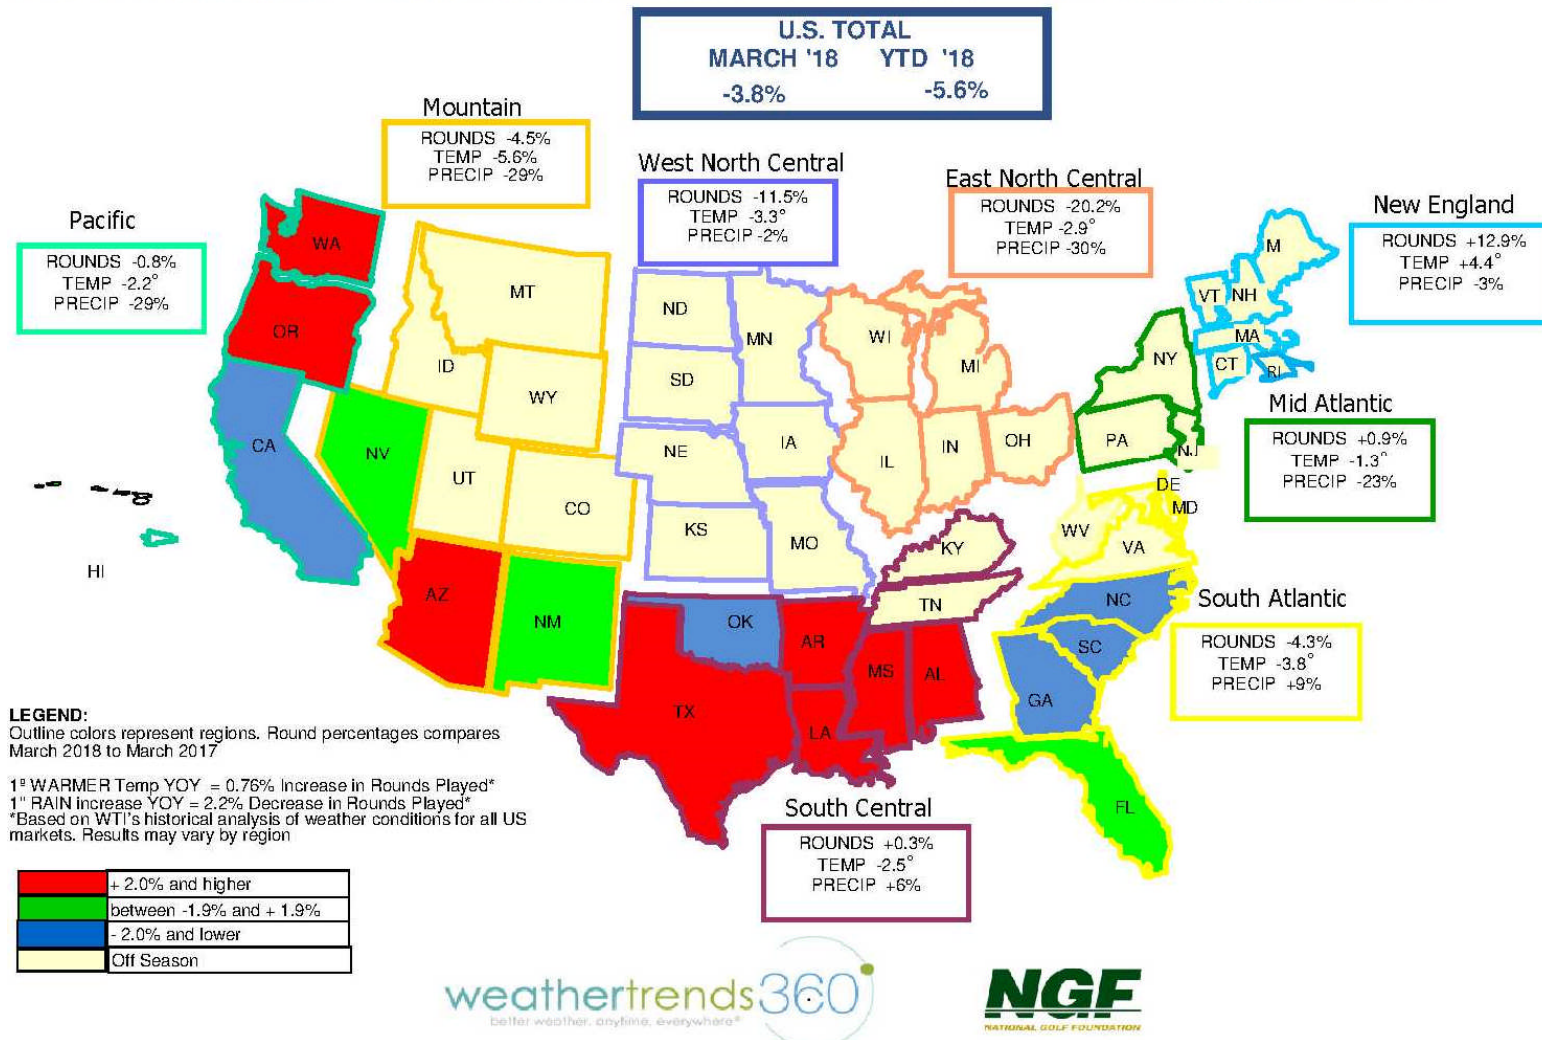 U.S. TOTAL
MARCH '18 YTD '18
-3.8% -5.6%
Mountain
ROUNDS -4.5%
TEMP -5.6%
PRECIP -29%
West North Central
ROUNDS -11.5%
TEMP -3.3°
PRECIP -2%
East North Central
ROUNDS -20.2%
TEMP -2.9°
PRECIP -30%
New England
ROUNDS +12.9%
TEMP +4.4°
PRECIP -3%
Pacific
ROUNDS -0.8%
TEMP -2.2°
PRECIP -29%
Mid Atlantic
ROUNDS +0.9%
TEMP -1.3°
PRECIP -23%
South Atlantic
ROUNDS -4.3%
TEMP -3.8°
PRECIP +9%
South Central
ROUNDS +0.3%
TEMP -2.5°
PRECIP +6%
WA
OR
CA
HI
MT
ID
WY
NV
UT
CO
AZ
NM
ND
SD
MN
NE
IA
KS
MO
WI
MI
IL
IN
OH
KY
TN
OK
AR
TX
LA
MS
AL
M
VT
NH
MA
CT
RI
NY
PA
NJ
DE
MD
WV
VA
NC
SC
GA
FL
LEGEND:
Outline colors represent regions. Round percentages compares
March 2018 to March 2017
1º WARMER Temp YOY = 0.76% Increase in Rounds Played*
1" RAIN increase YOY = 2.2% Decrease in Rounds Played*
*Based on WTI's historical analysis of weather conditions for all US
markets. Results may vary by region
+ 2.0% and higher
between -1.9% and + 1.9%
- 2.0% and lower
Off Season
weathertrends360
better weather. anytime. everywhere®
NGF
NATIONAL GOLF FOUNDATION